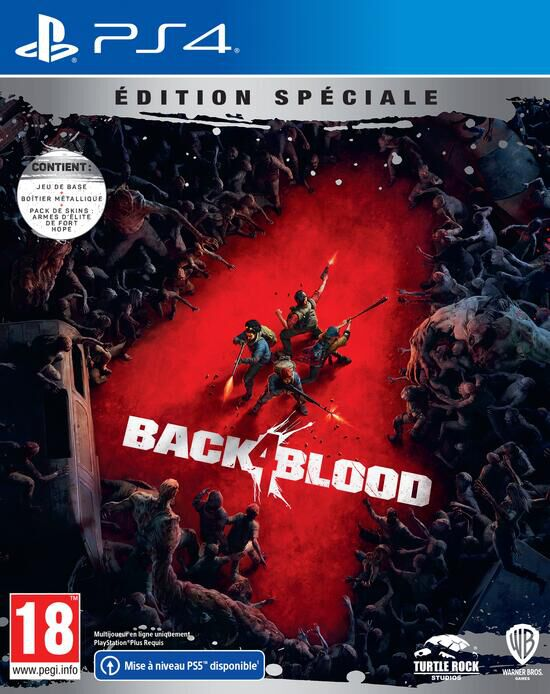 PS4
ÉDITION SPÉCIALE
CONTIENT :
JEU DE BASE
+
BOÎTIER MÉTALLIQUE
+
PACK DE SKINS :
ARMES D'ÉLITE
DE FORT
HOPE
BACK 4 BLOOD
18
www.pegi.info
Multijoueur en ligne uniquement
PlayStation®Plus Requis
Mise à niveau PS5™ disponible¹
TURTLE ROCK
STUDIOS
WB
WARNER BROS.
GAMES